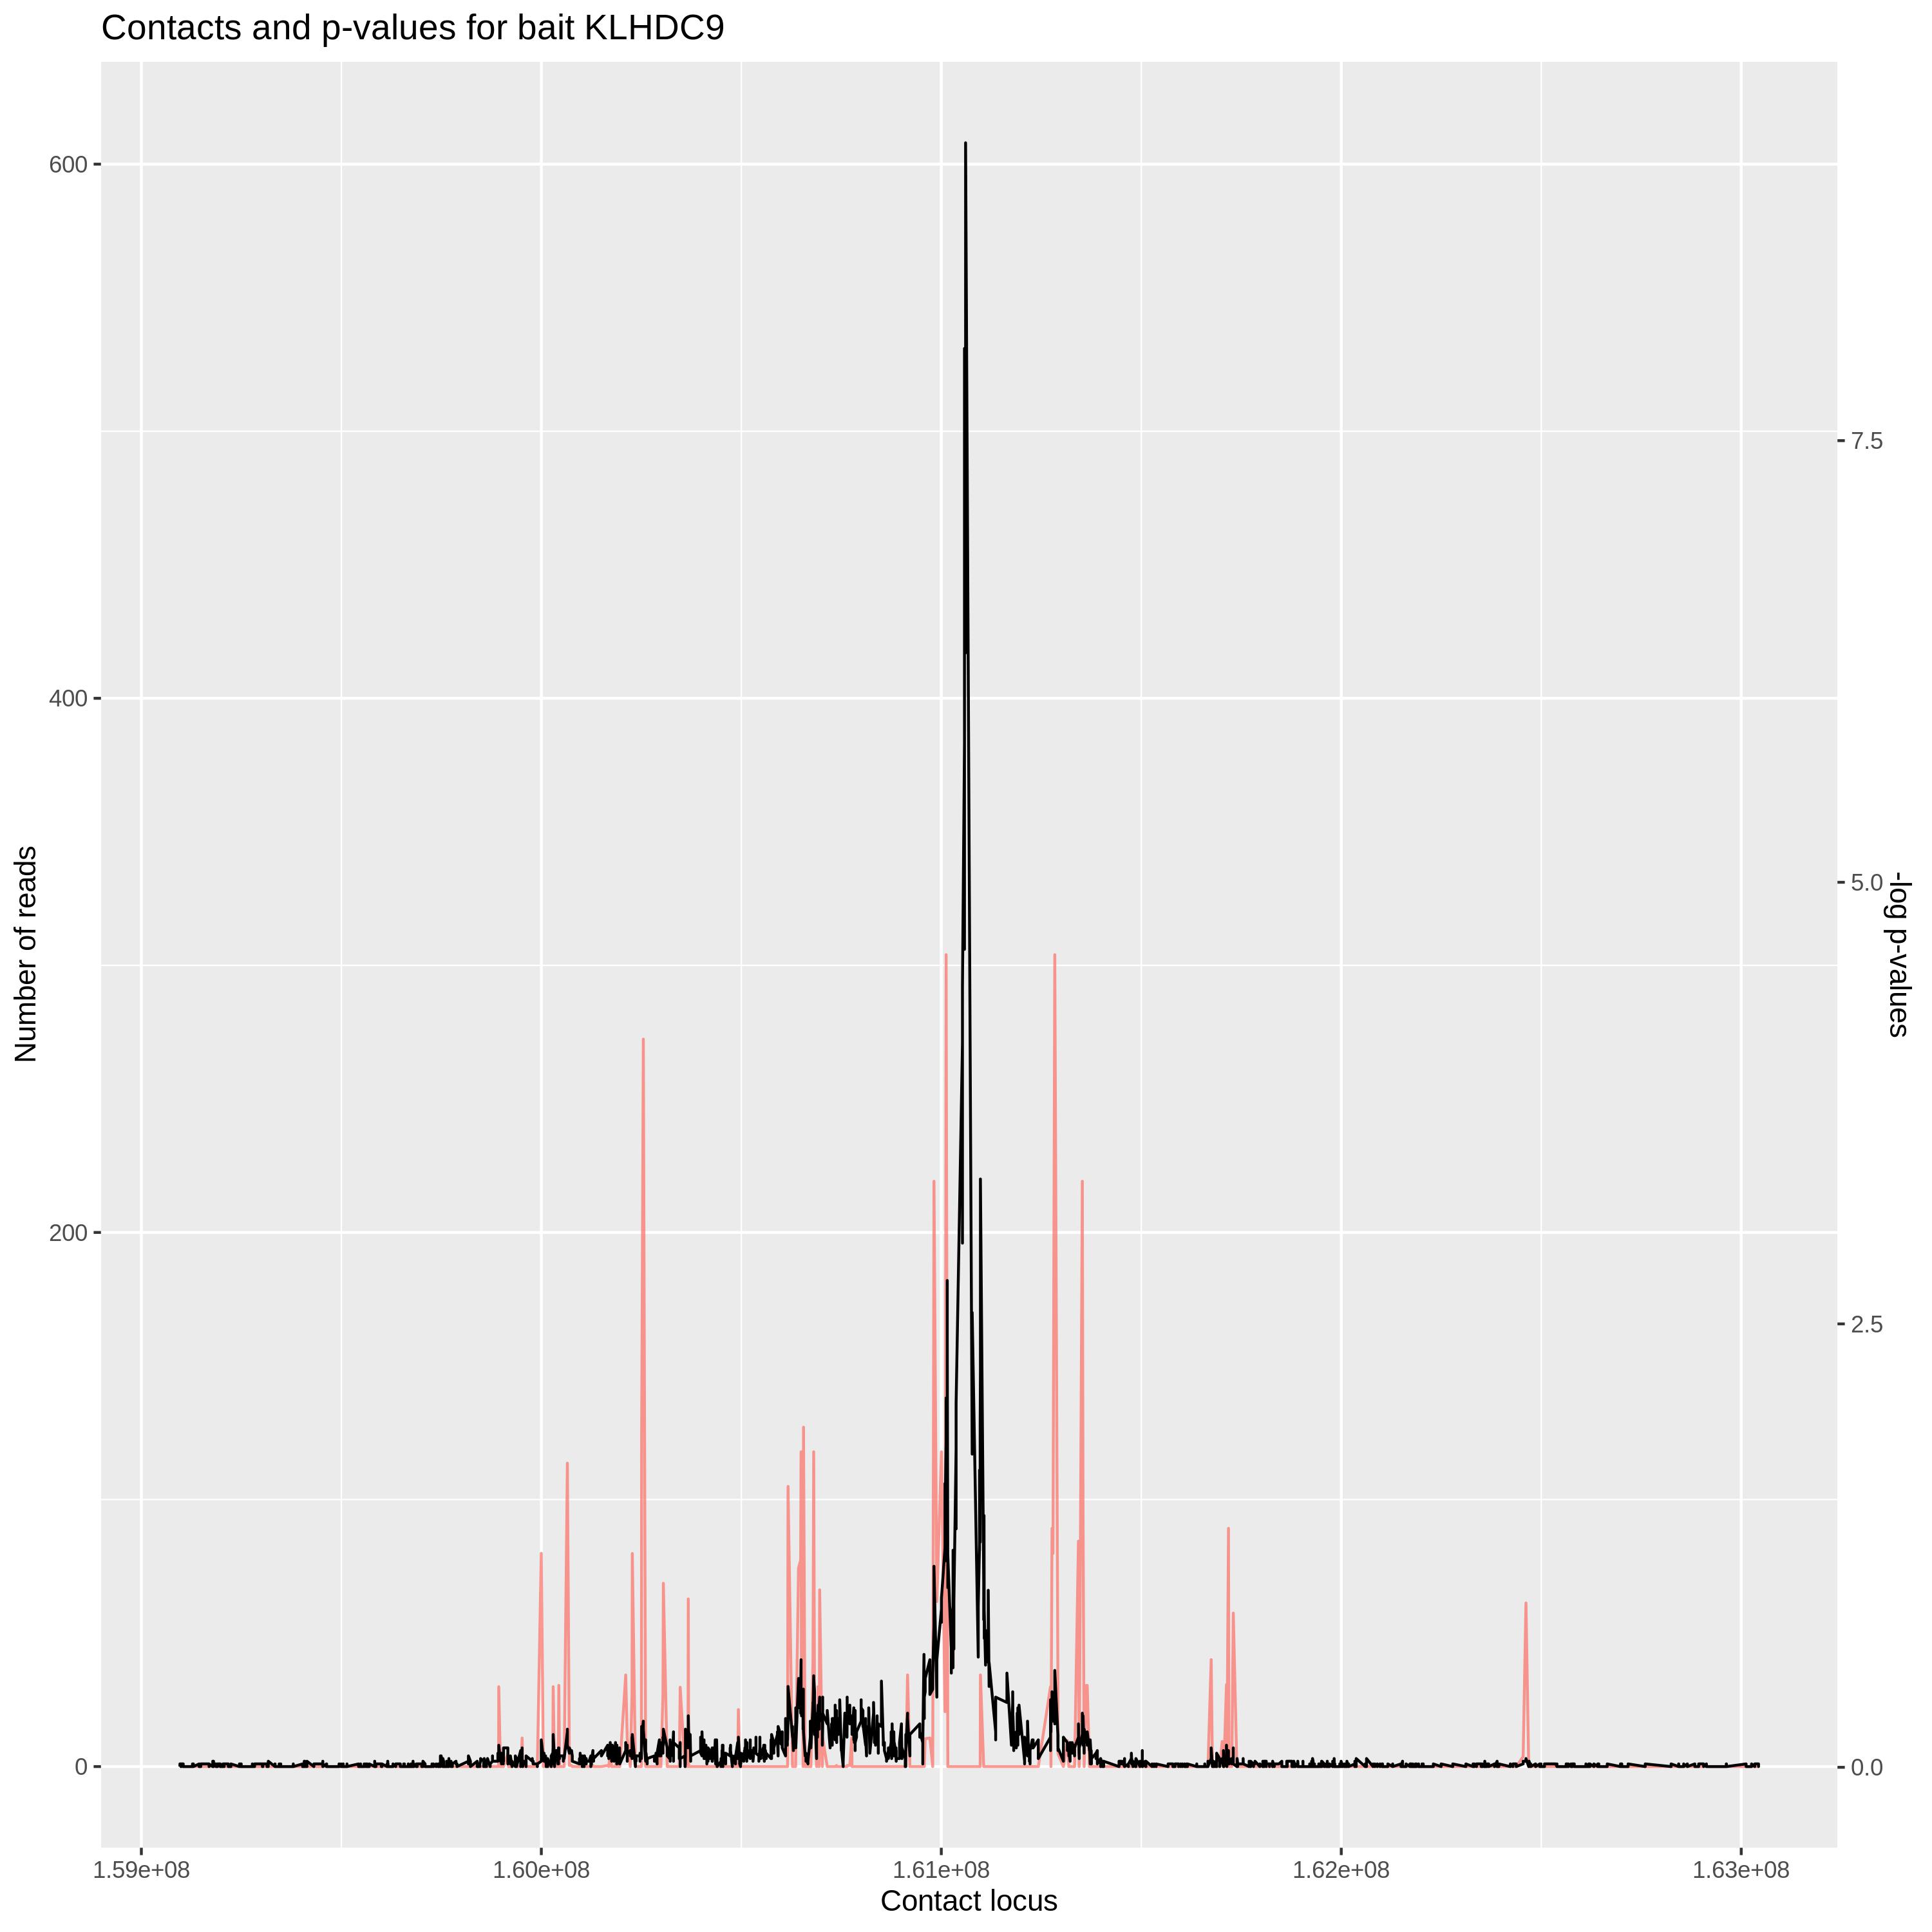 Contacts and p-values for bait KLHDC9
600
400
200
0
Number of reads
7.5
5.0
2.5
0.0
-log p-values
1.59e+08
1.60e+08
1.61e+08
1.62e+08
1.63e+08
Contact locus